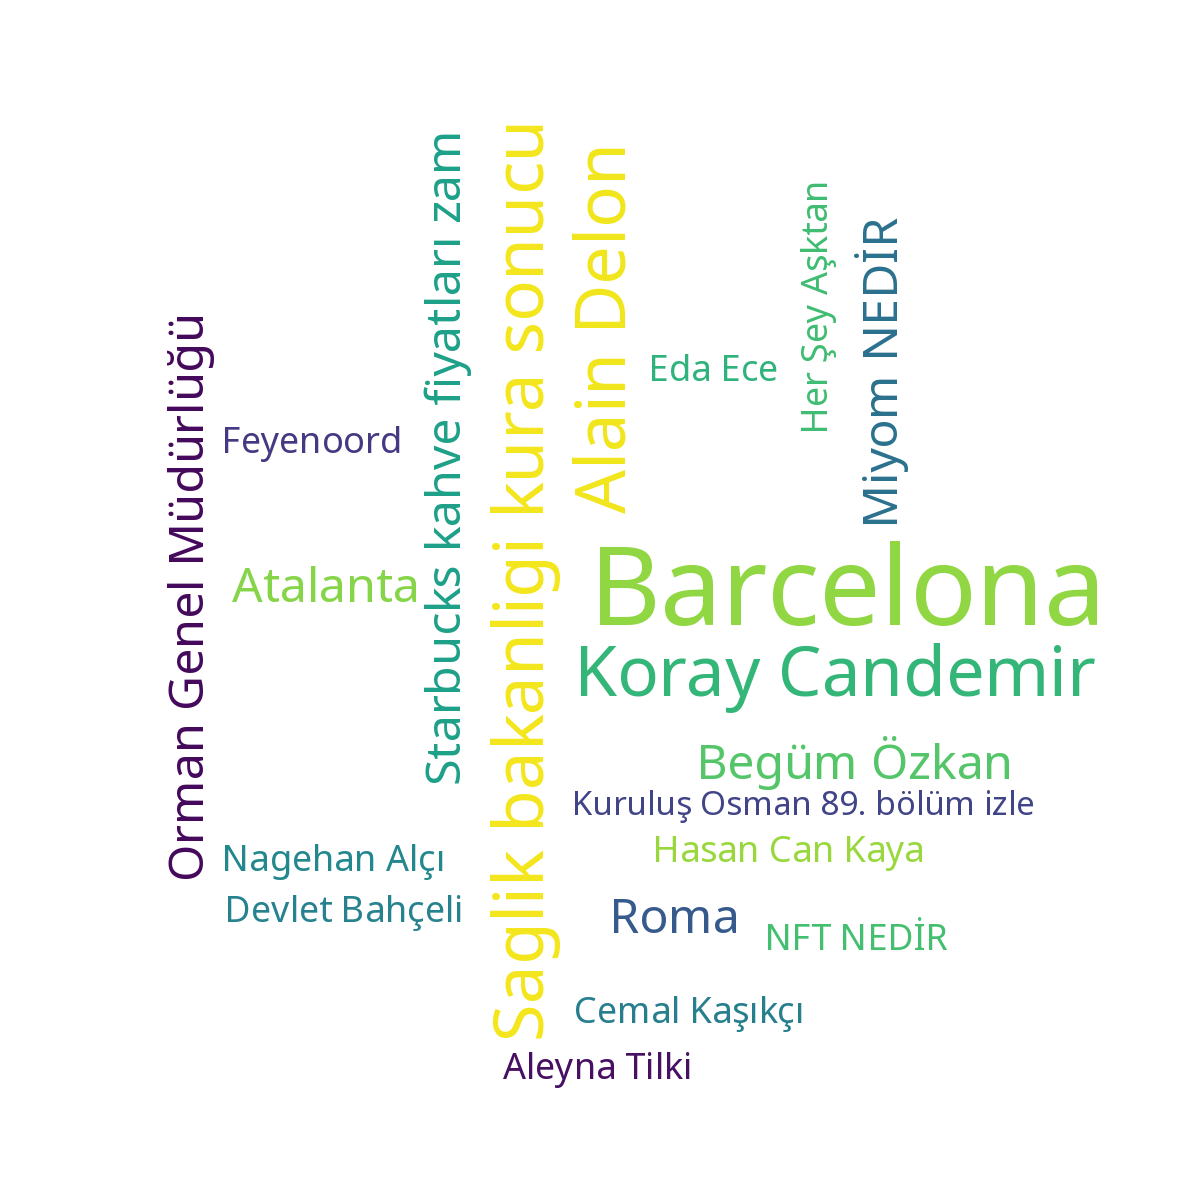 Orman Genel Müdürlüğü
Feyenoord
Atalanta
Nagehan Alçı
Devlet Bahçeli
Starbucks kahve fiyatları zam
Saglik bakanligi kura sonucu
Alain Delon
Eda Ece
Her Şey Aşktan
Miyom NEDİR
Barcelona
Koray Candemir
Begüm Özkan
Kuruluş Osman 89. bölüm izle
Hasan Can Kaya
Roma
NFT NEDİR
Cemal Kaşıkçı
Aleyna Tilki